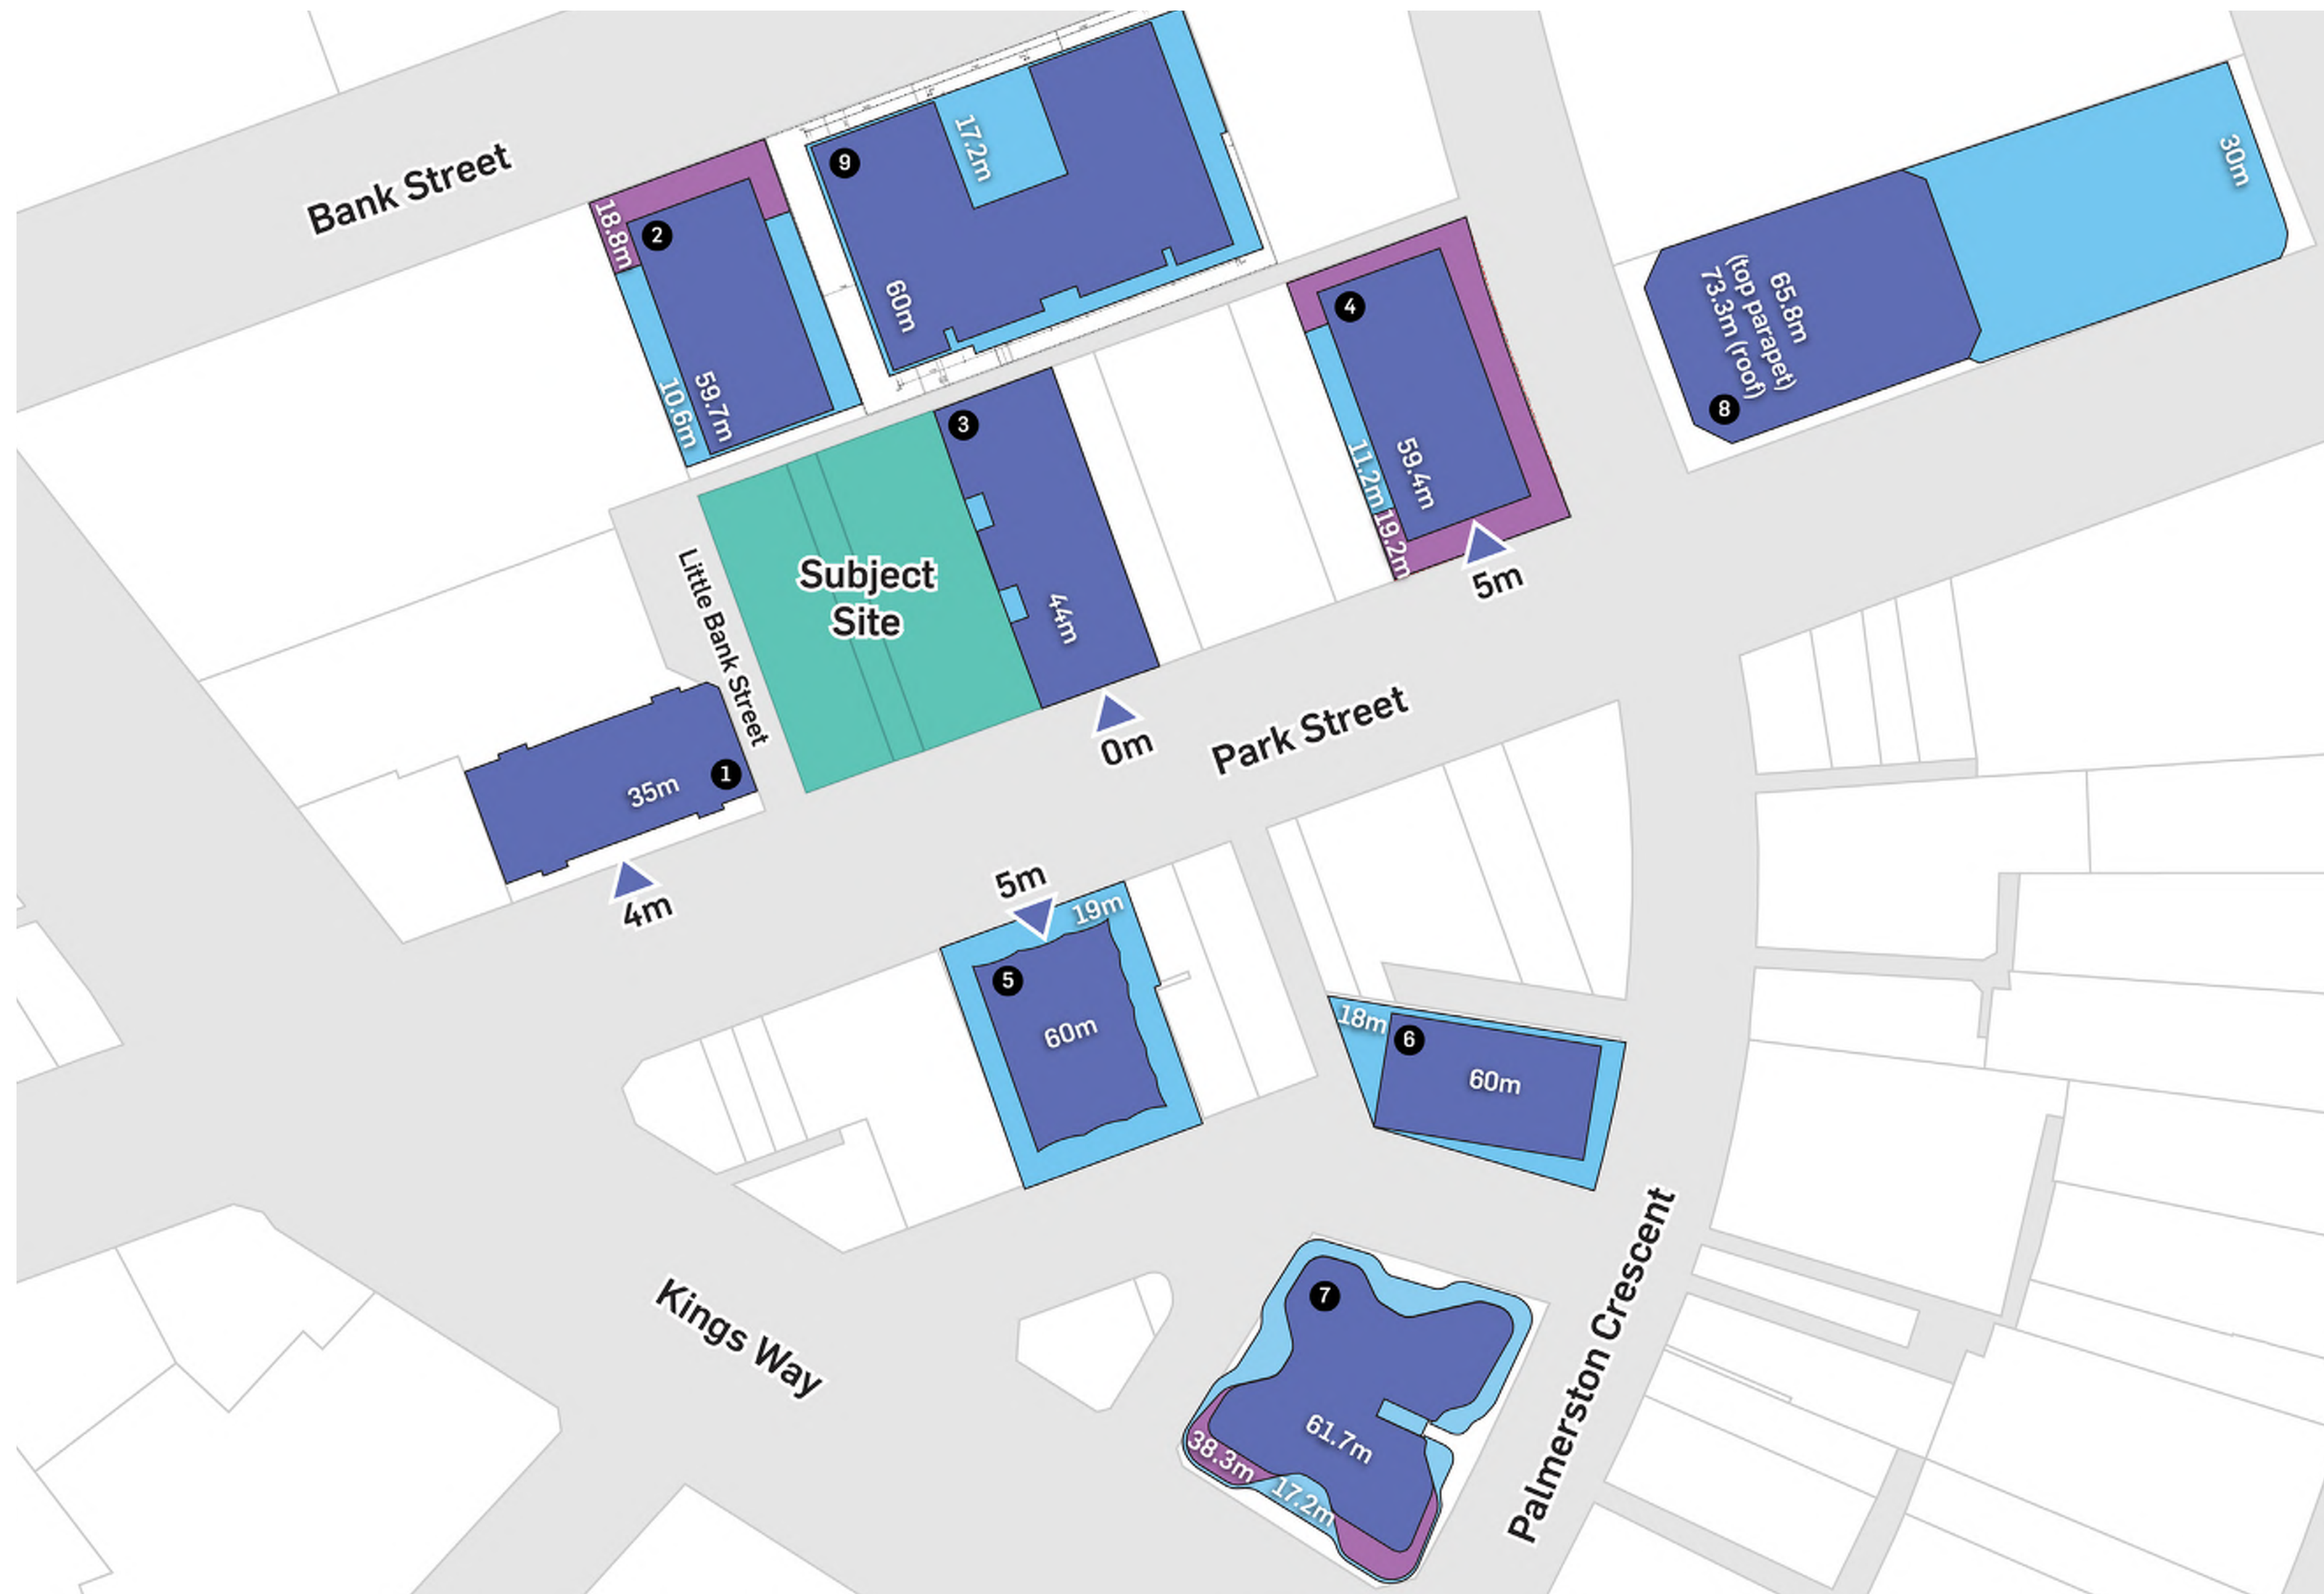 Bank Street
18.8m
2
10.6m
59.7m
9
17.2m
60m
3
44m
0m
4
11.2m
59.4m
19.2m
5m
65.8m
(top parapet)
73.3m (roof)
8
30m
Subject
Site
Little Bank Street
1
35m
4m
Park Street
5m
19m
5
60m
18m
6
60m
7
61.7m
38.3m
17.2m
Kings Way
Palmerston Crescent